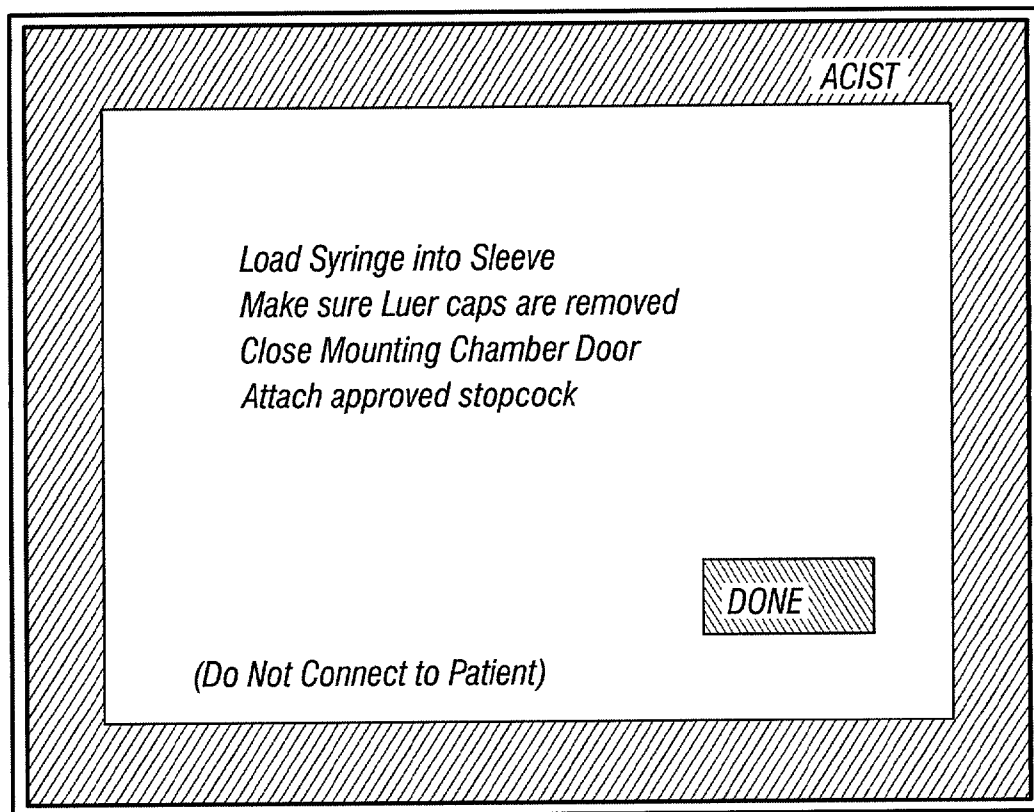 ACIST
Load Syringe into Sleeve
Make sure Luer caps are removed
Close Mounting Chamber Door
Attach approved stopcock
DONE
(Do Not Connect to Patient)